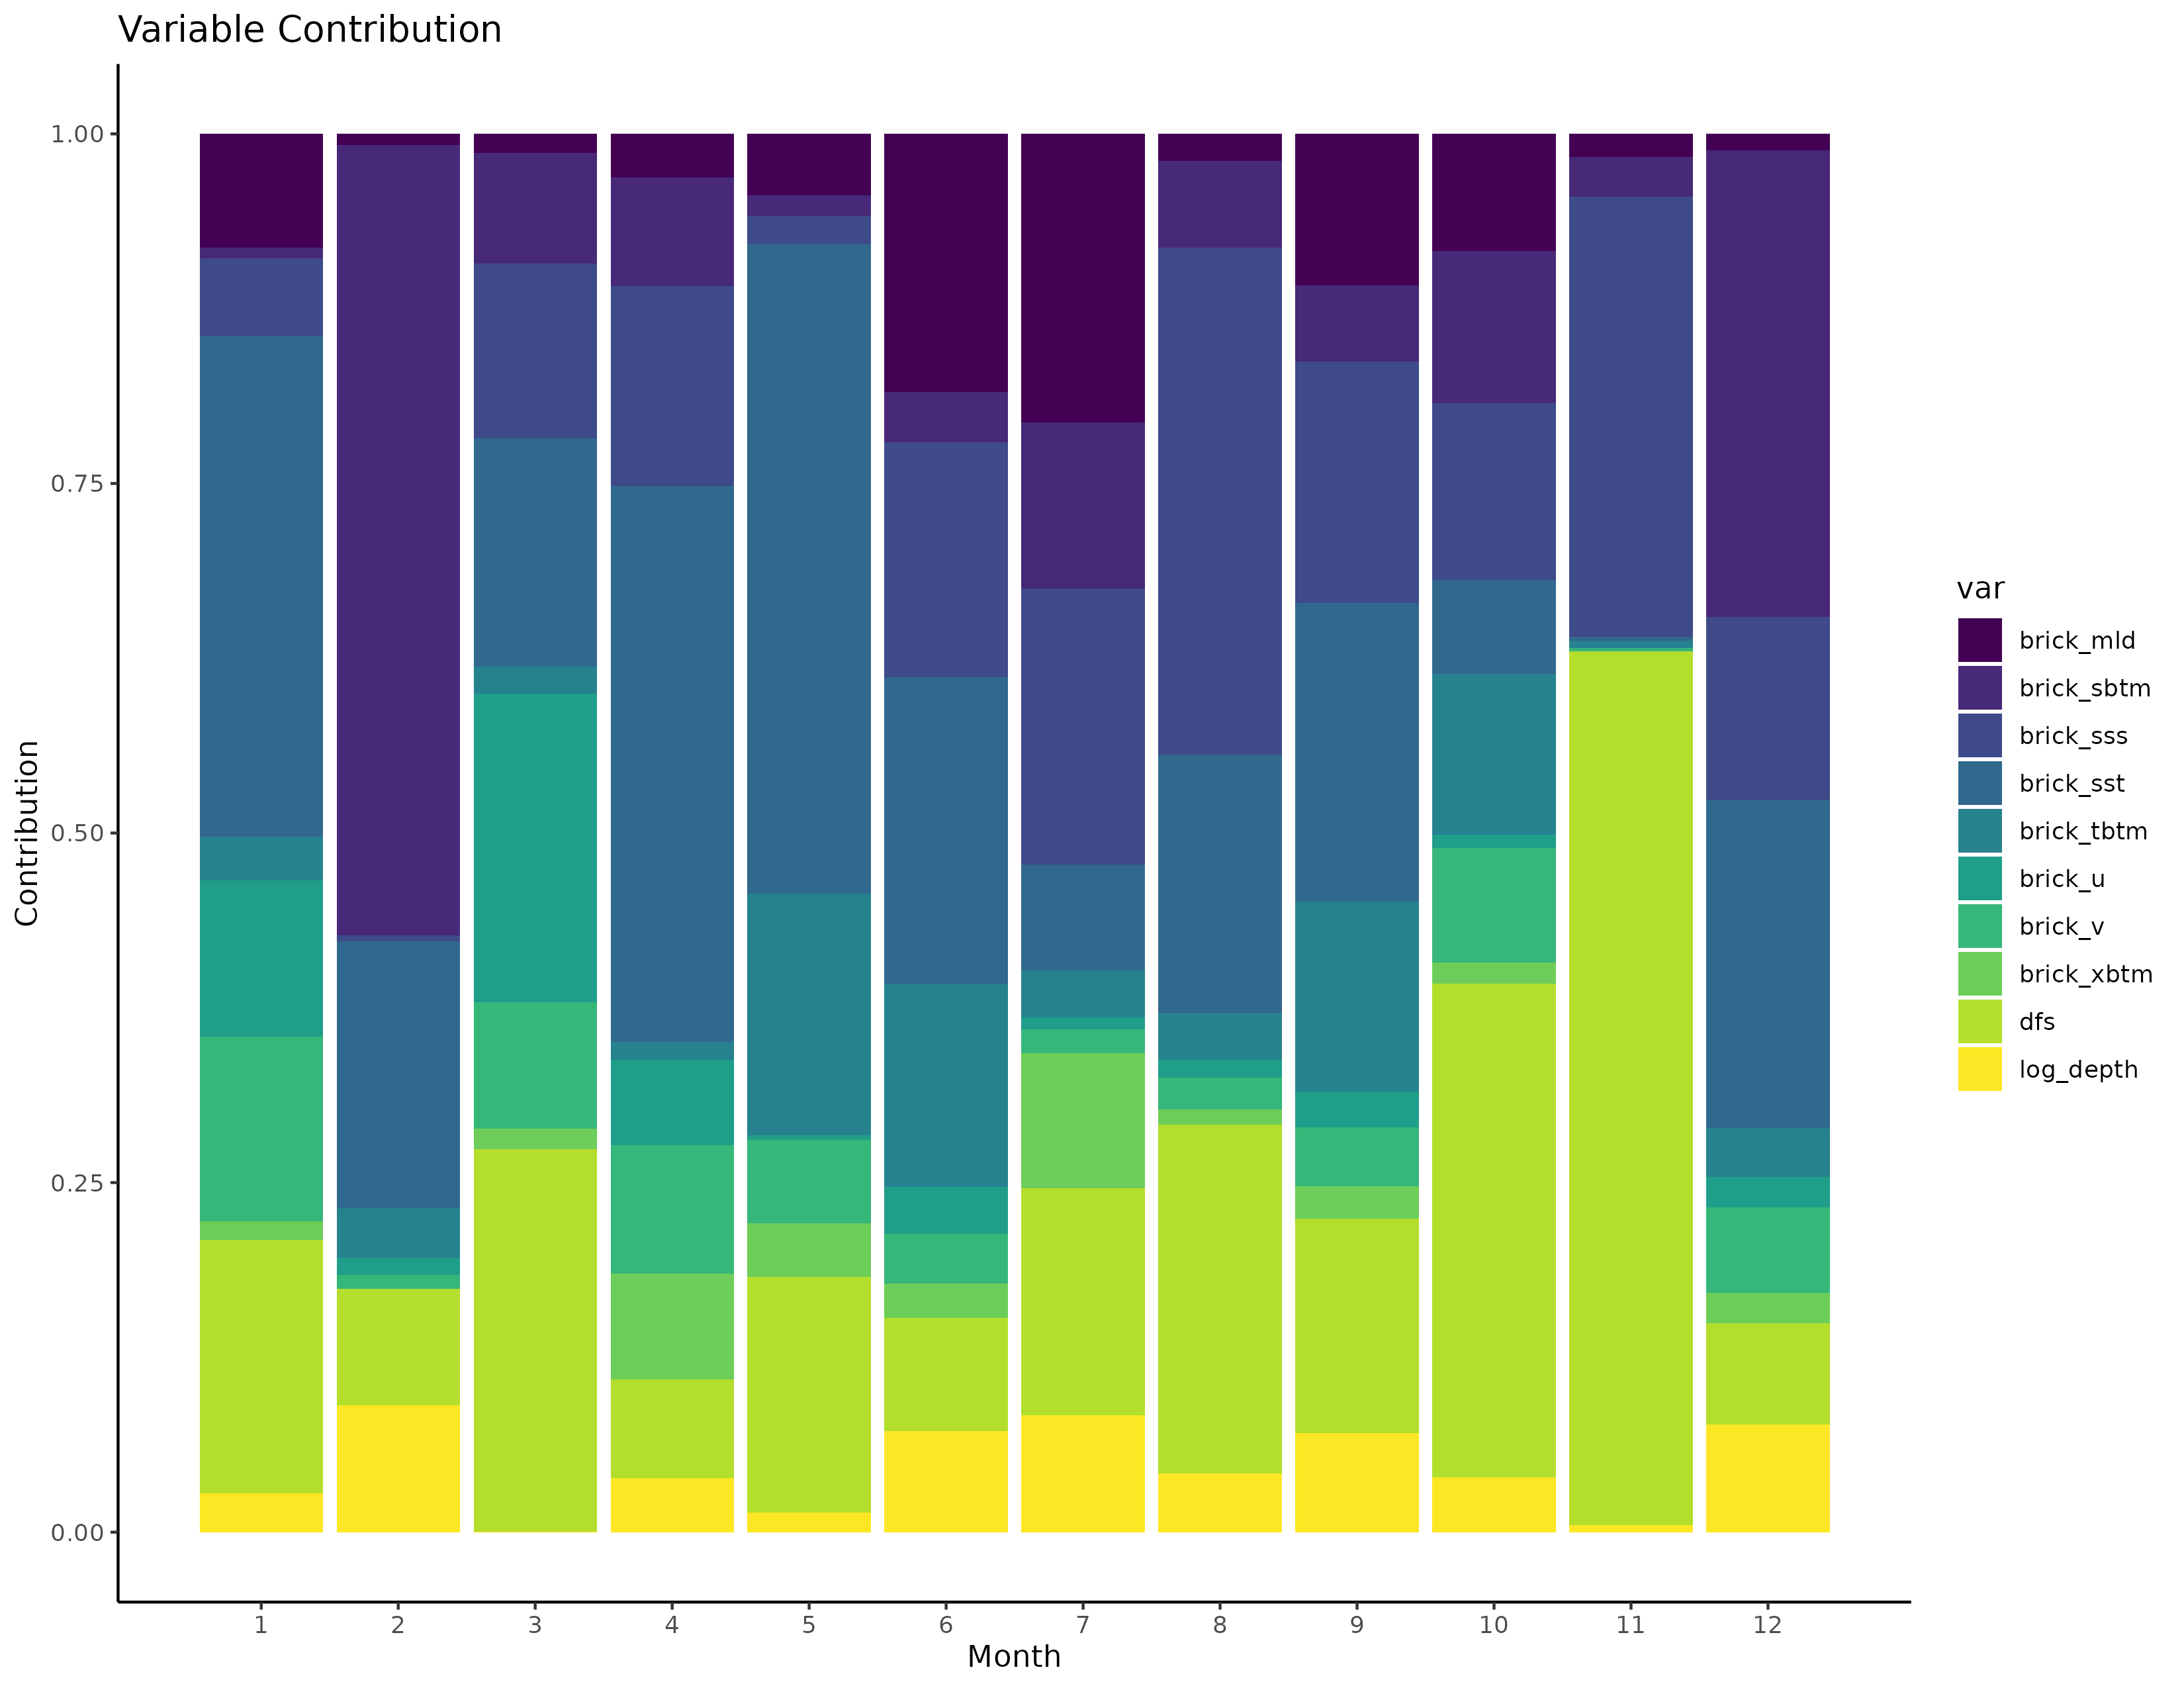 Variable Contribution
1.00
0.75
0.50
0.25
0.00
Contribution
1 2 3 4 5 6 7 8 9 10 11 12
Month
var
brick_mld
brick_sbtm
brick_sss
brick_sst
brick_tbtm
brick_u
brick_v
brick_xbtm
dfs
log_depth